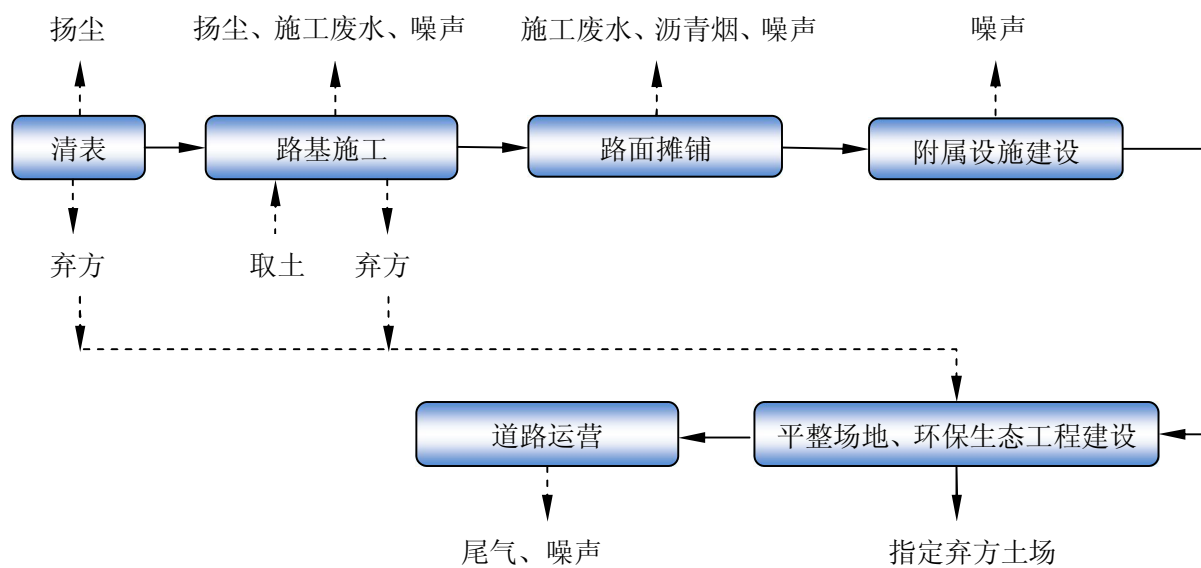 扬尘
扬尘、施工废水、噪声
施工废水、沥青烟、噪声
噪声
清表
路基施工
路面摊铺
附属设施建设
弃方
取土
弃方
道路运营
平整场地、环保生态工程建设
尾气、噪声
指定弃方土场